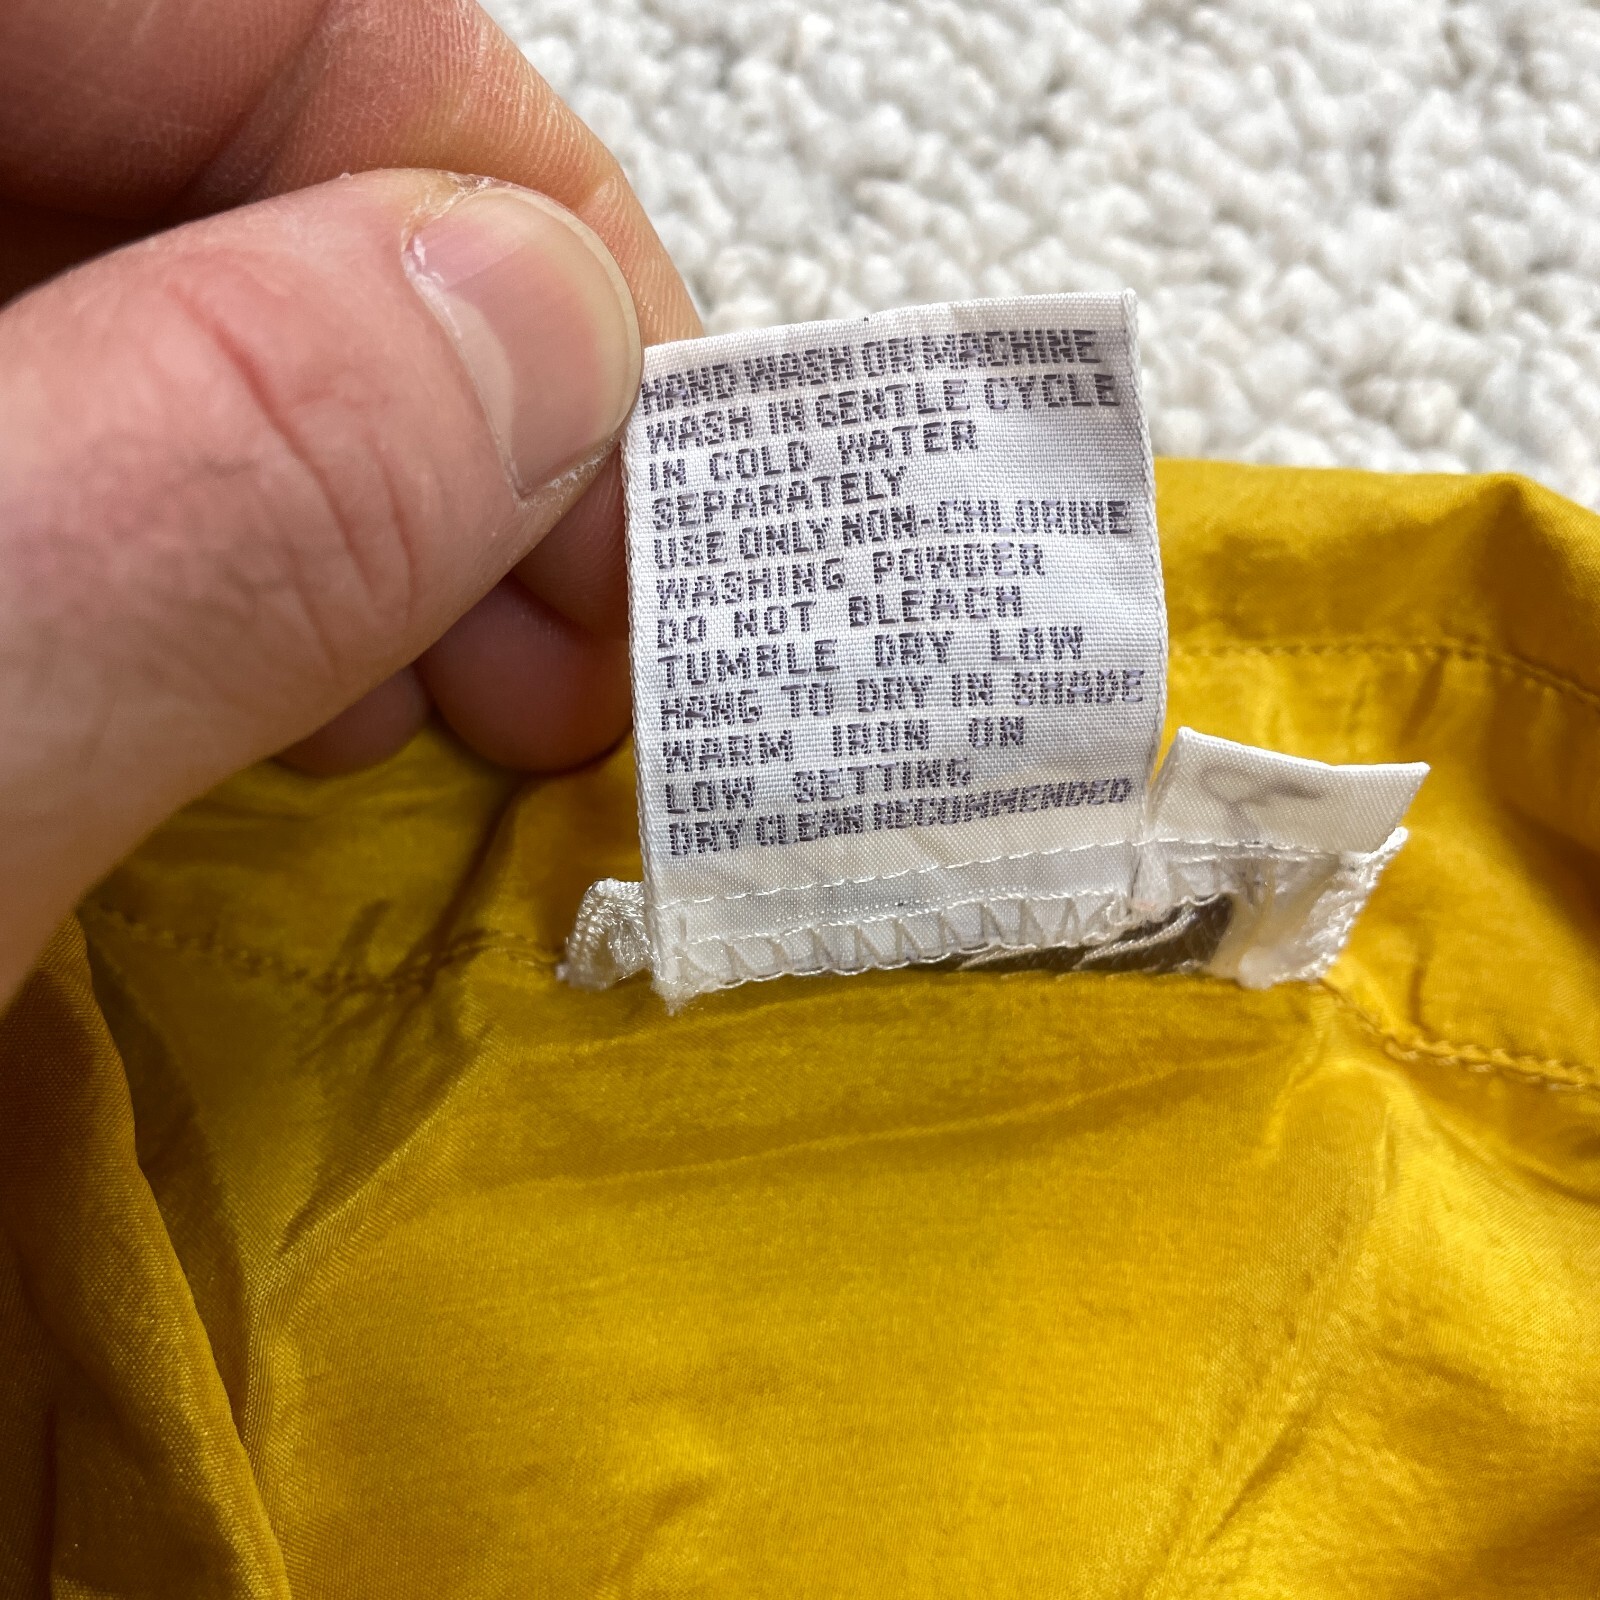 HAND WASH OR MACHINE
WASH IN GENTLE CYCLE
IN COLD WATER
SEPARATELY
USE ONLY NON-CHLORINE
WASHING POWDER
DO NOT BLEACH
TUMBLE DRY LOW
HANG TO DRY IN SHADE
WARM IRON ON
LOW SETTING
DRY CLEAN RECOMMENDED